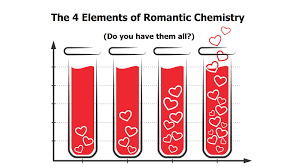 The 4 Elements of Romantic Chemistry
(Do you have them all?)